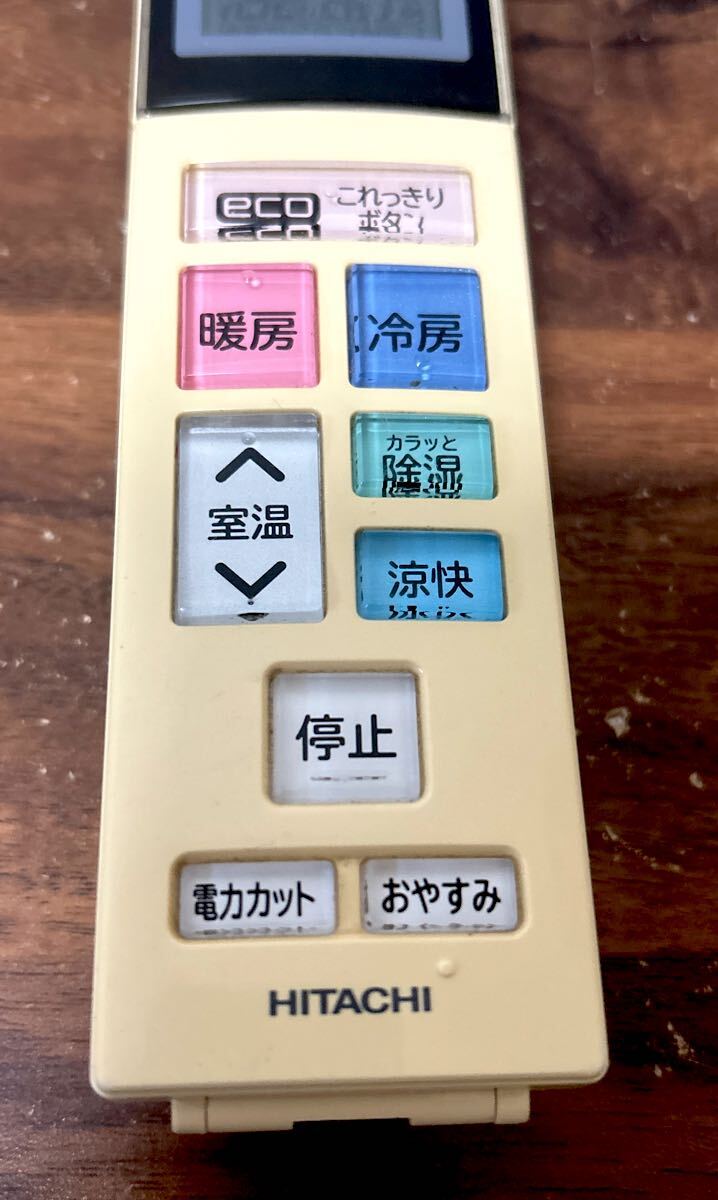 eco これっきり
ボタン
暖房
冷房
カラッと
除湿
室温
涼快
停止
電力カット
おやすみ
HITACHI